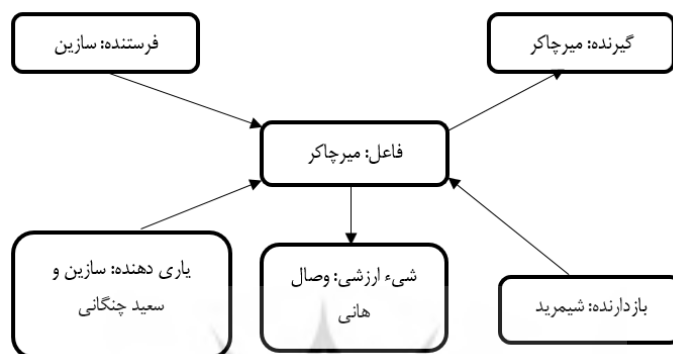 گیرنده: میرچاکر
فرستنده: سازین
فاعل: میرچاکر
یاری دهنده: سازین و
سعید چنگانی
شیء ارزشی: وصال
هانی
بازدارنده: شیمرید